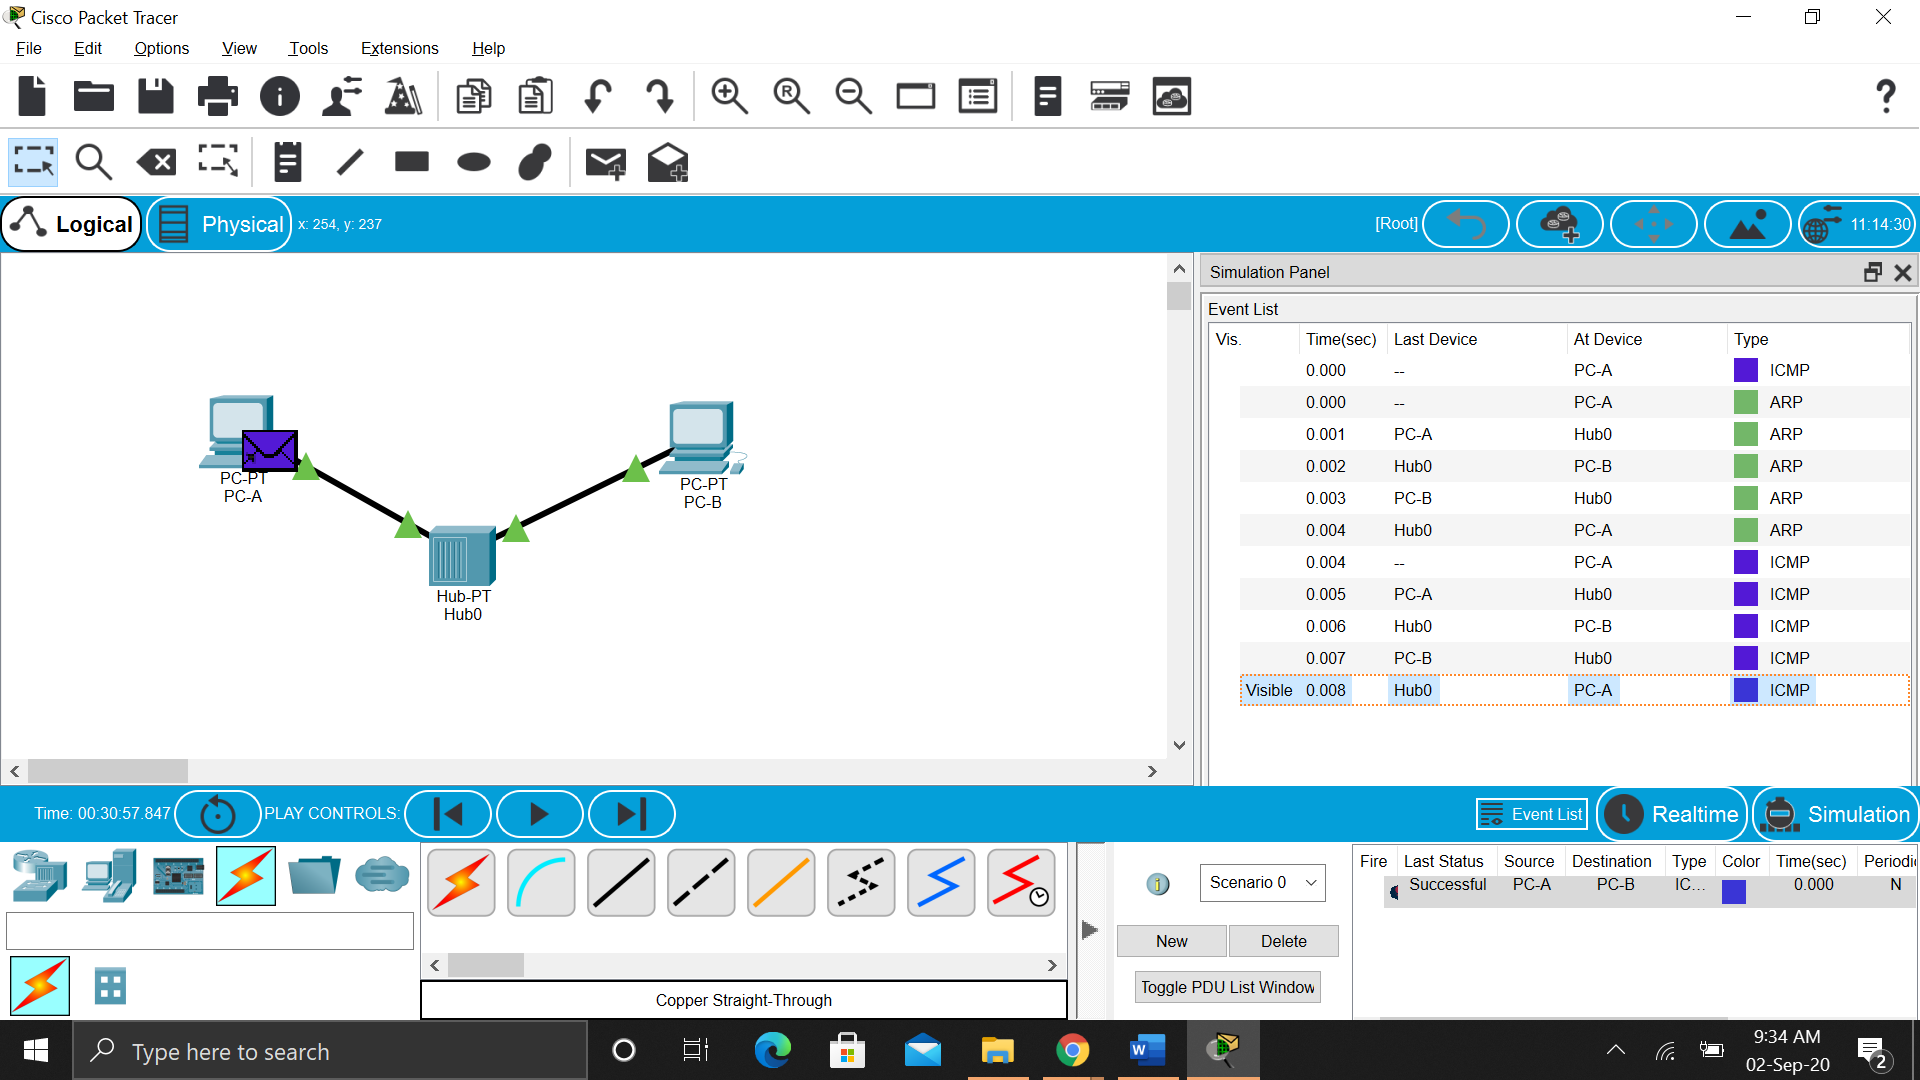 Cisco Packet Tracer
File Edit Options View Tools Extensions Help
Logical Physical x: 254, y: 237 [Root] 11:14:30
Simulation Panel
Event List
Vis. Time(sec) Last Device At Device Type
0.000 -- PC-A ICMP
0.000 -- PC-A ARP
0.001 PC-A Hub0 ARP
0.002 Hub0 PC-B ARP
0.003 PC-B Hub0 ARP
0.004 Hub0 PC-A ARP
0.004 -- PC-A ICMP
0.005 PC-A Hub0 ICMP
0.006 Hub0 PC-B ICMP
0.007 PC-B Hub0 ICMP
Visible 0.008 Hub0 PC-A ICMP
PC-PT
PC-A
PC-PT
PC-B
Hub-PT
Hub0
Time: 00:30:57.847 PLAY CONTROLS: Event List Realtime Simulation
Scenario 0
New Delete
Toggle PDU List Window
Fire Last Status Source Destination Type Color Time(sec) Periodi
Successful PC-A PC-B IC... 0.000 N
Copper Straight-Through
Type here to search
9:34 AM
02-Sep-20
2